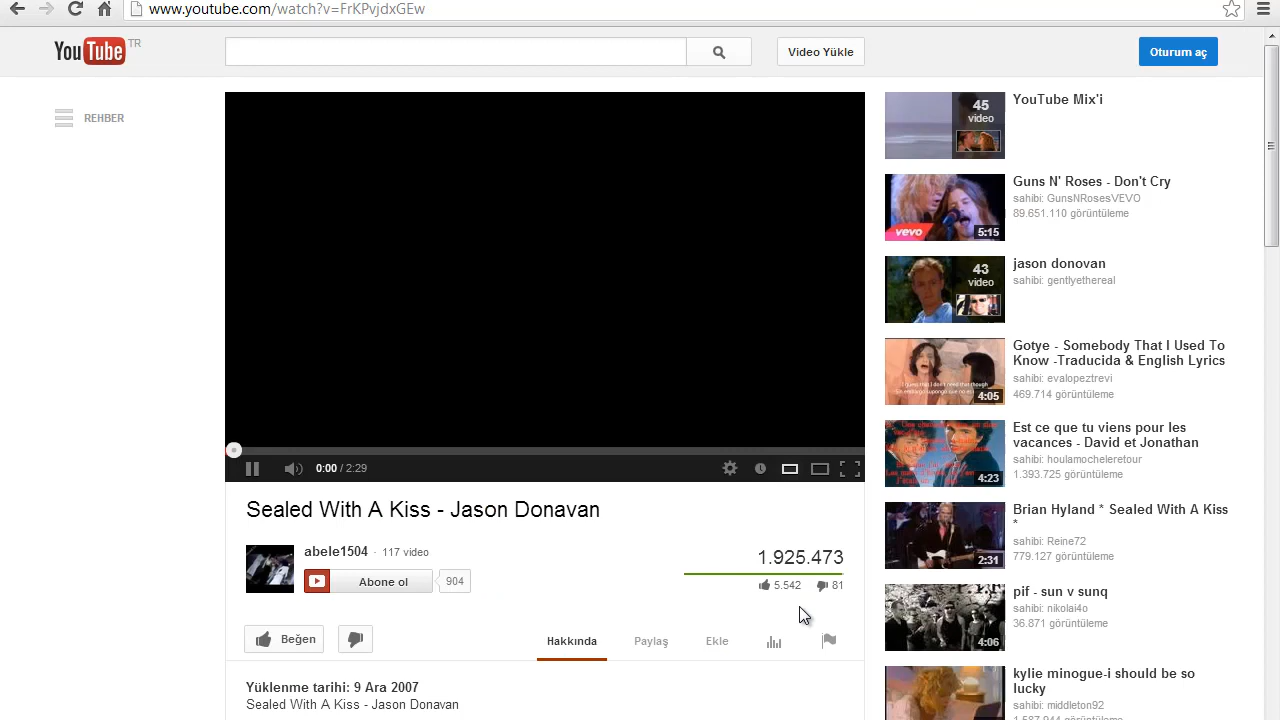 www.youtube.com/watch?v=FrKPvjdxGEw
YouTube TR
Video Yükle
Oturum aç
REHBER
0:00 / 2:29
Sealed With A Kiss - Jason Donavan
abele1504 · 117 video
Abone ol
904
1.925.473
5.542
81
Beğen
Hakkında
Paylaş
Ekle
Yüklenme tarihi: 9 Ara 2007
Sealed With A Kiss - Jason Donavan
45
video
YouTube Mix'i
vevo
5:15
Guns N' Roses - Don't Cry
sahibi: GunsNRosesVEVO
89.651.110 görüntüleme
43
video
jason donovan
sahibi: gentlyethereal
4:05
Gotye - Somebody That I Used To
Know -Traducida & English Lyrics
sahibi: evalopeztrevi
469.714 görüntüleme
4:23
Est ce que tu viens pour les
vacances - David et Jonathan
sahibi: houlamocheleretour
1.393.725 görüntüleme
2:31
Brian Hyland * Sealed With A Kiss
*
sahibi: Reine72
779.127 görüntüleme
4:06
pif - sun v sunq
sahibi: nikolai4o
36.871 görüntüleme
kylie minogue-i should be so
lucky
sahibi: middleton92
1.587.944 görüntüleme